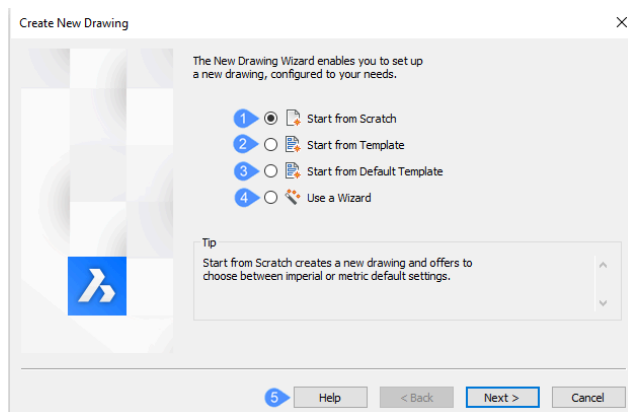 Create New Drawing
The New Drawing Wizard enables you to set up
a new drawing, configured to your needs.
1 Start from Scratch
2 Start from Template
3 Start from Default Template
4 Use a Wizard
Tip
Start from Scratch creates a new drawing and offers to
choose between imperial or metric default settings.
5 Help < Back Next > Cancel